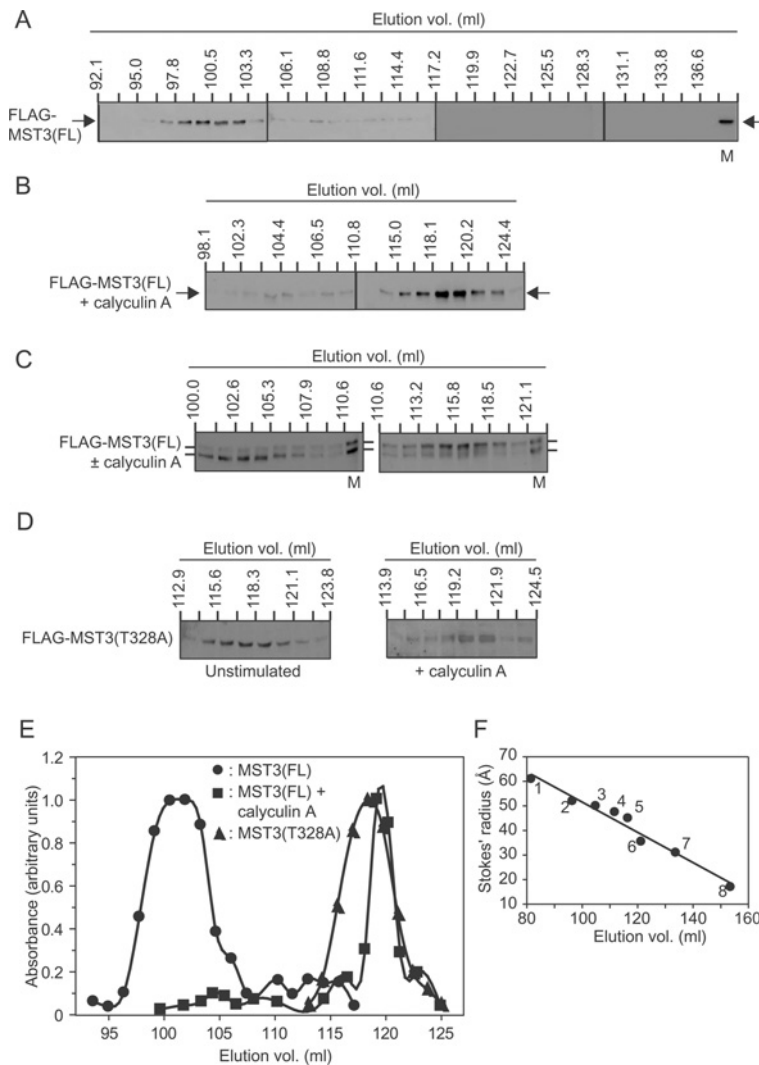 A
Elution vol. (ml)
92.1 95.0 97.8 100.5 103.3 106.1 108.8 111.6 114.4 117.2 119.9 122.7 125.5 128.3 131.1 133.8 136.6
FLAG-
MST3(FL)
M
B
Elution vol. (ml)
98.1 102.3 104.4 106.5 110.8 115.0 118.1 120.2 124.4
FLAG-MST3(FL)
+ calyculin A
C
Elution vol. (ml)
100.0 102.6 105.3 107.9 110.6 110.6 113.2 115.8 118.5 121.1
FLAG-MST3(FL)
± calyculin A
M M
D
Elution vol. (ml) Elution vol. (ml)
112.9 115.6 118.3 121.1 123.8 113.9 116.5 119.2 121.9 124.5
FLAG-MST3(T328A)
Unstimulated + calyculin A
E
Absorbance (arbitrary units)
1.2
1.0
0.8
0.6
0.4
0.2
0
: MST3(FL)
: MST3(FL) +
calyculin A
: MST3(T328A)
95 100 105 110 115 120 125
Elution vol. (ml)
F
Stokes' radius (Å)
70
60
50
40
30
20
10
1 2 3 4 5 6 7 8
80 100 120 140 160
Elution vol. (ml)